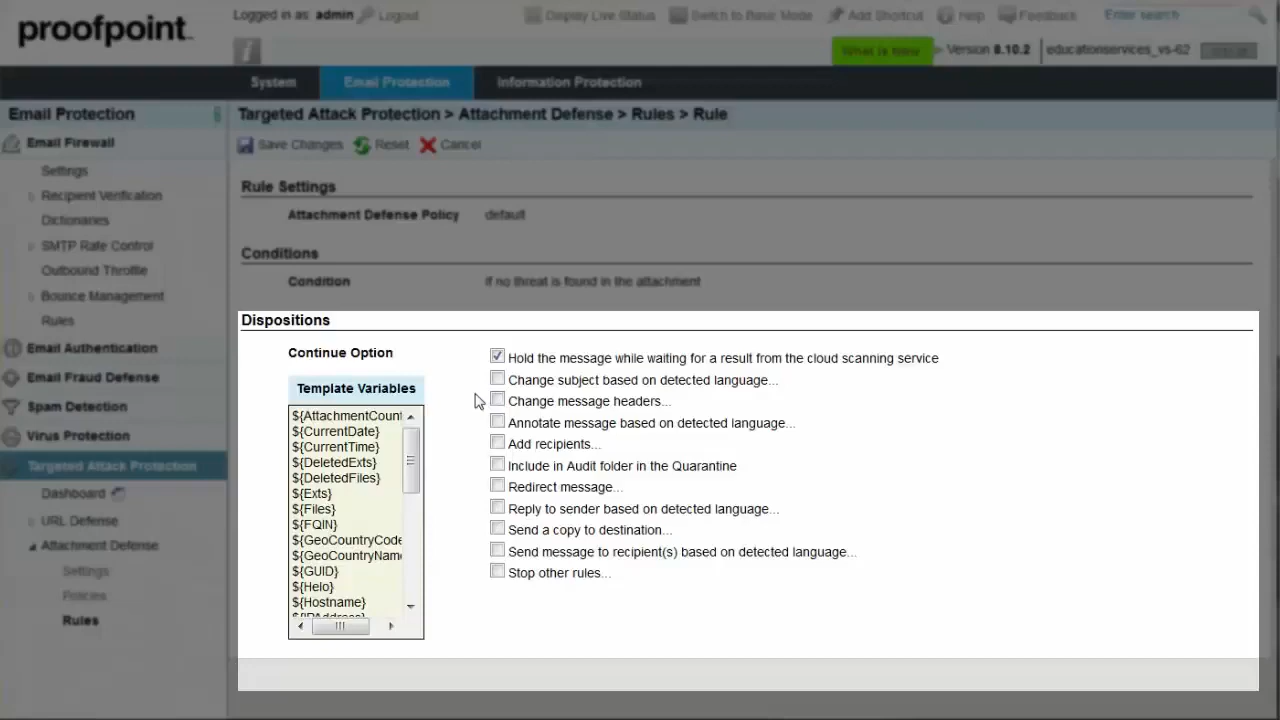 proofpoint
Logged in as: admin Logout
Display Live Status Switch to Basic Mode Add Shortcut Help Feedback Enter search
What is New Version 8.10.2 educationservices_vs-62
System Email Protection Information Protection
Email Protection
Targeted Attack Protection > Attachment Defense > Rules > Rule
Save Changes Reset Cancel
Email Firewall
Settings
Recipient Verification
Dictionaries
SMTP Rate Control
Outbound Throttle
Bounce Management
Rules
Email Authentication
Email Fraud Defense
Spam Detection
Virus Protection
Targeted Attack Protection
Dashboard
URL Defense
Attachment Defense
Settings
Policies
Rules
Rule Settings
Attachment Defense Policy default
Conditions
Condition If no threat is found in the attachment
Dispositions
Continue Option
Template Variables
${AttachmentCount
${CurrentDate}
${CurrentTime}
${DeletedExts}
${DeletedFiles}
${Exts}
${Files}
${FQIN}
${GeoCountryCode
${GeoCountryName
${GUID}
${Helo}
${Hostname}
${IPAddress}
Hold the message while waiting for a result from the cloud scanning service
Change subject based on detected language...
Change message headers...
Annotate message based on detected language...
Add recipients...
Include in Audit folder in the Quarantine
Redirect message...
Reply to sender based on detected language...
Send a copy to destination...
Send message to recipient(s) based on detected language...
Stop other rules...